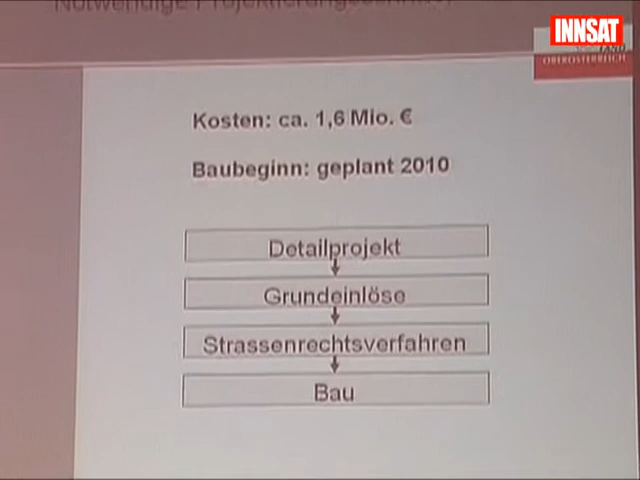 INNSAT
LAND
OBERÖSTERREICH
Kosten: ca. 1,6 Mio. €
Baubeginn: geplant 2010
Detailprojekt
Grundeinlöse
Strassenrechtsverfahren
Bau